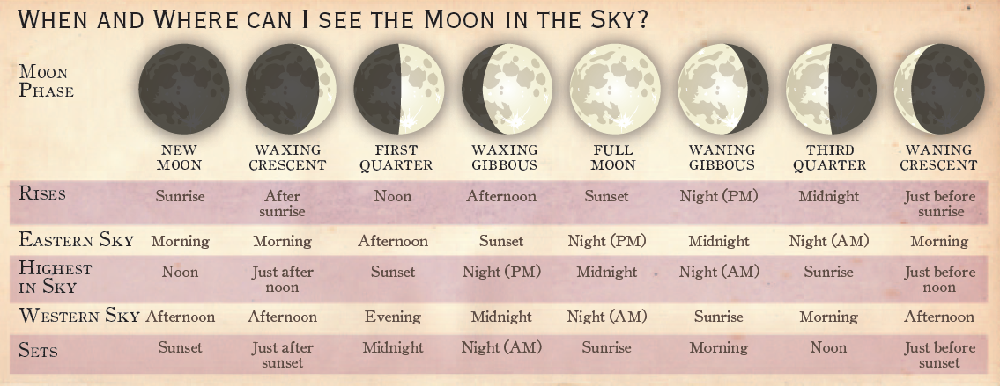 When and Where can I see the Moon in the Sky?
Moon
Phase
NEW
MOON
WAXING
CRESCENT
FIRST
QUARTER
WAXING
GIBBOUS
FULL
MOON
WANING
GIBBOUS
THIRD
QUARTER
WANING
CRESCENT
Rises Sunrise After Noon Afternoon Sunset Night (PM) Midnight Just before
sunrise sunrise
Eastern Sky Morning Morning Afternoon Sunset Night (PM) Midnight Night (AM) Morning
Highest Noon Just after Sunset Night (PM) Midnight Night (AM) Sunrise Just before
in Sky noon noon
Western Sky Afternoon Afternoon Evening Midnight Night (AM) Sunrise Morning Afternoon
Sets Sunset Just after Midnight Night (AM) Sunrise Morning Noon Just before
sunset sunset